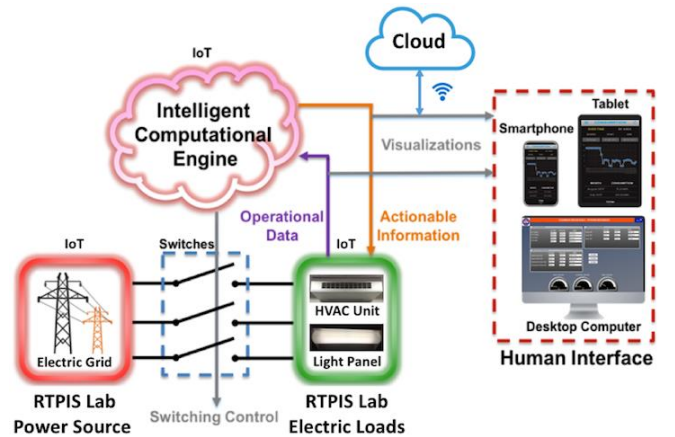 IoT
Cloud
Intelligent
Computational
Engine
Tablet
Smartphone
Visualizations
Operational
Data
Actionable
Information
IoT
Switches
IoT
HVAC Unit
Electric Grid
Light Panel
Desktop Computer
Human Interface
RTPIS Lab
Power Source
Switching Control
RTPIS Lab
Electric Loads